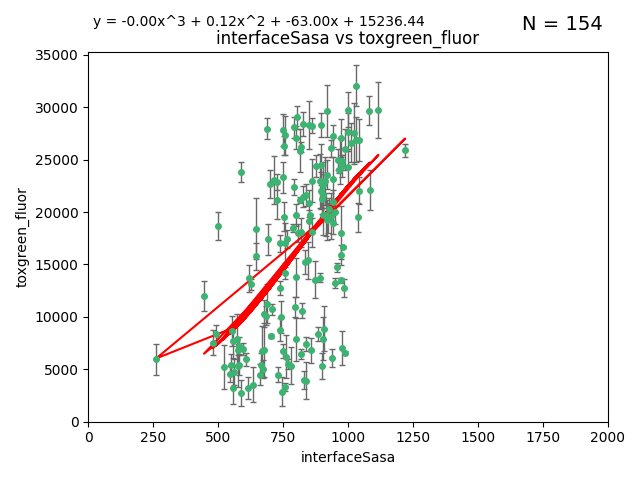 y = -0.00x^3 + 0.12x^2 + -63.00x + 15236.44
N = 154
interfaceSasa vs toxgreen_fluor
35000
30000
25000
20000
15000
10000
5000
0
toxgreen_fluor
0 250 500 750 1000 1250 1500 1750 2000
interfaceSasa